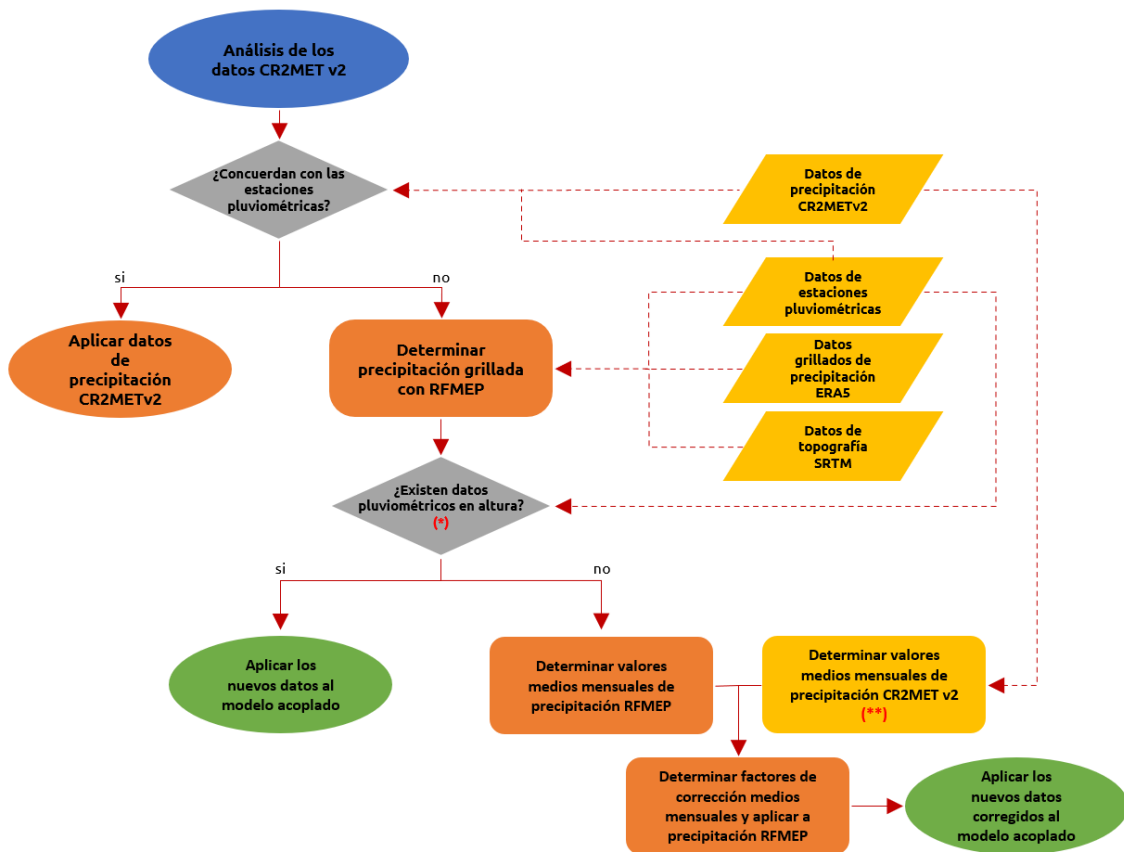 Análisis de los
datos CR2MET v2
¿Concuerdan con las
estaciones
pluviométricas?
Datos de
precipitación
CR2METv2
si
no
Datos de
estaciones
pluviométricas
Aplicar datos
de
precipitación
CR2METv2
Determinar
precipitación grillada
con RFMEP
Datos
grillados de
precipitación
ERA5
Datos de
topografía
SRTM
¿Existen datos
pluviométricos en altura?
(*)
si
no
Aplicar los
nuevos datos al
modelo acoplado
Determinar valores
medios mensuales de
precipitación RFMEP
Determinar valores
medios mensuales de
precipitación CR2MET v2
(**)
Determinar factores de
corrección medios
mensuales y aplicar a
precipitación RFMEP
Aplicar los
nuevos datos
corregidos al
modelo acoplado